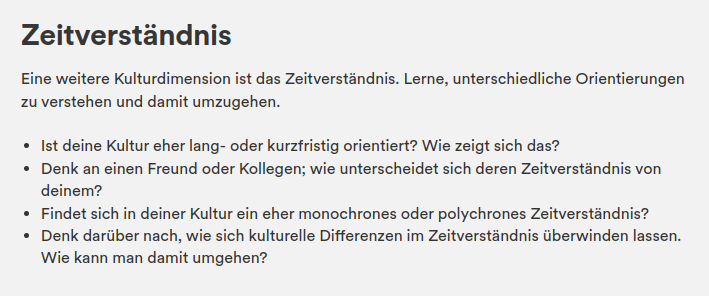 Zeitverständnis
Eine weitere Kulturdimension ist das Zeitverständnis. Lerne, unterschiedliche Orientierungen
zu verstehen und damit umzugehen.
• Ist deine Kultur eher lang- oder kurzfristig orientiert? Wie zeigt sich das?
• Denk an einen Freund oder Kollegen; wie unterscheidet sich deren Zeitverständnis von
deinem?
• Findet sich in deiner Kultur ein eher monochrones oder polychrones Zeitverständnis?
• Denk darüber nach, wie sich kulturelle Differenzen im Zeitverständnis überwinden lassen.
Wie kann man damit umgehen?